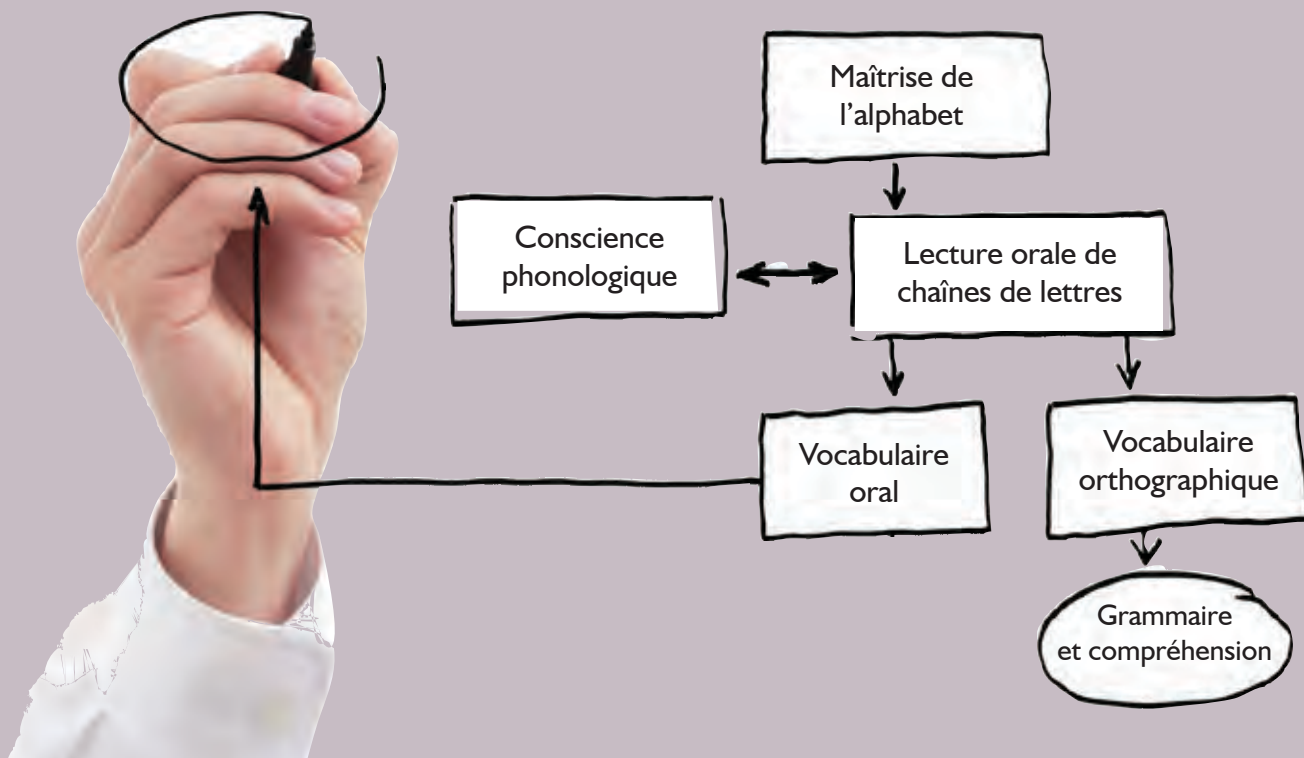 Maîtrise de
l'alphabet
Conscience
phonologique
Lecture orale de
chaînes de lettres
Vocabulaire
oral
Vocabulaire
orthographique
Grammaire
et compréhension